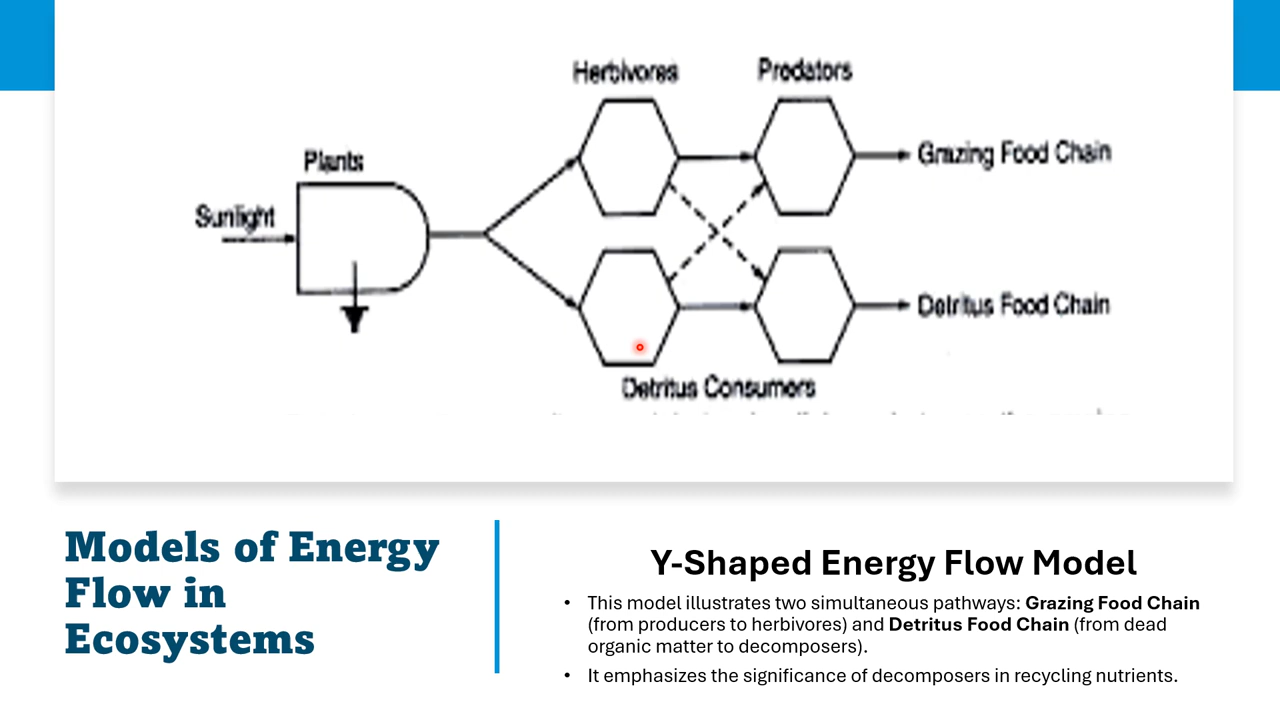 Herbivores
Predators
Plants
Grazing Food Chain
Sunlight
Detritus Food Chain
Detritus Consumers
Models of Energy
Flow in
Ecosystems
Y-Shaped Energy Flow Model
• This model illustrates two simultaneous pathways: Grazing Food Chain
(from producers to herbivores) and Detritus Food Chain (from dead
organic matter to decomposers).
• It emphasizes the significance of decomposers in recycling nutrients.